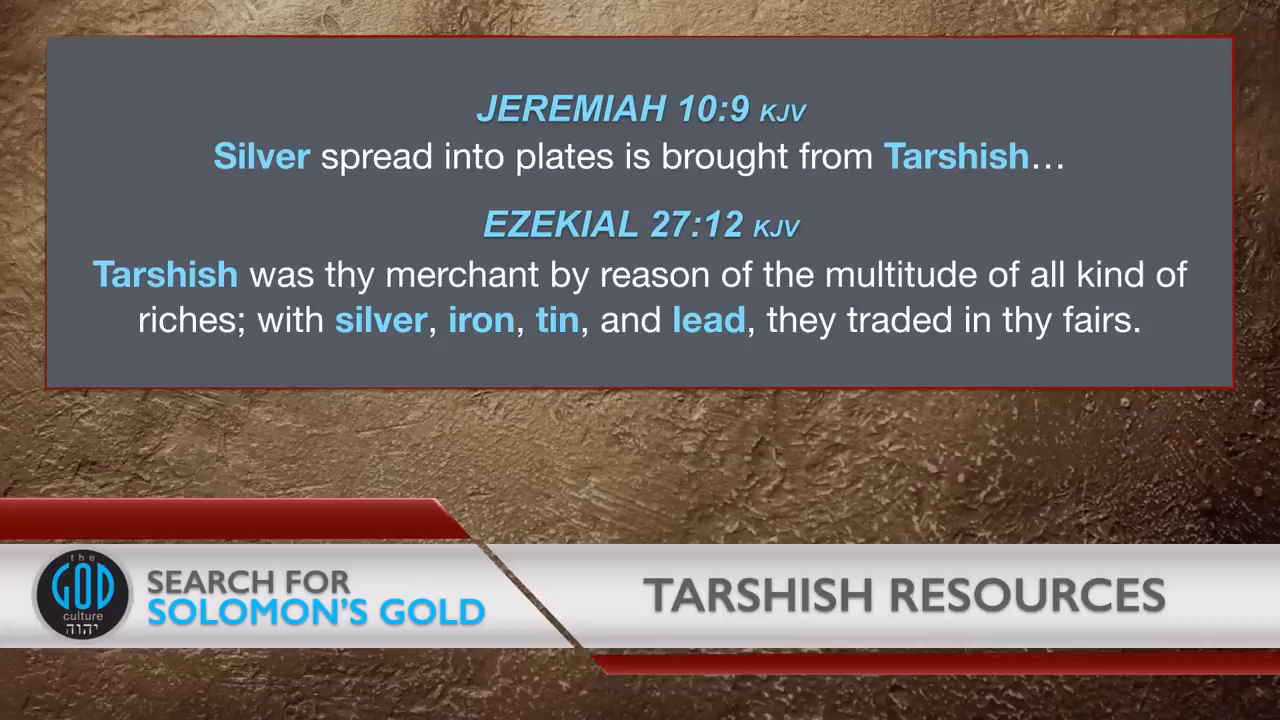 JEREMIAH 10:9 KJV
Silver spread into plates is brought from Tarshish…
EZEKIAL 27:12 KJV
Tarshish was thy merchant by reason of the multitude of all kind of
riches; with silver, iron, tin, and lead, they traded in thy fairs.
the
GOD
culture
יהוה
SEARCH FOR
SOLOMON'S GOLD
TARSHISH RESOURCES